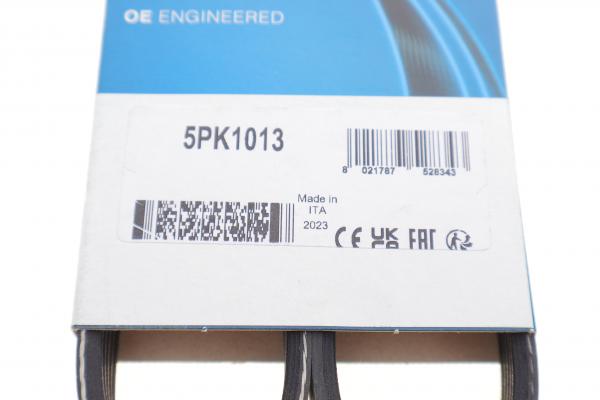 OE ENGINEERED
5PK1013
8 021787 528343
Made in
ITA
2023
CE UK CA EAC